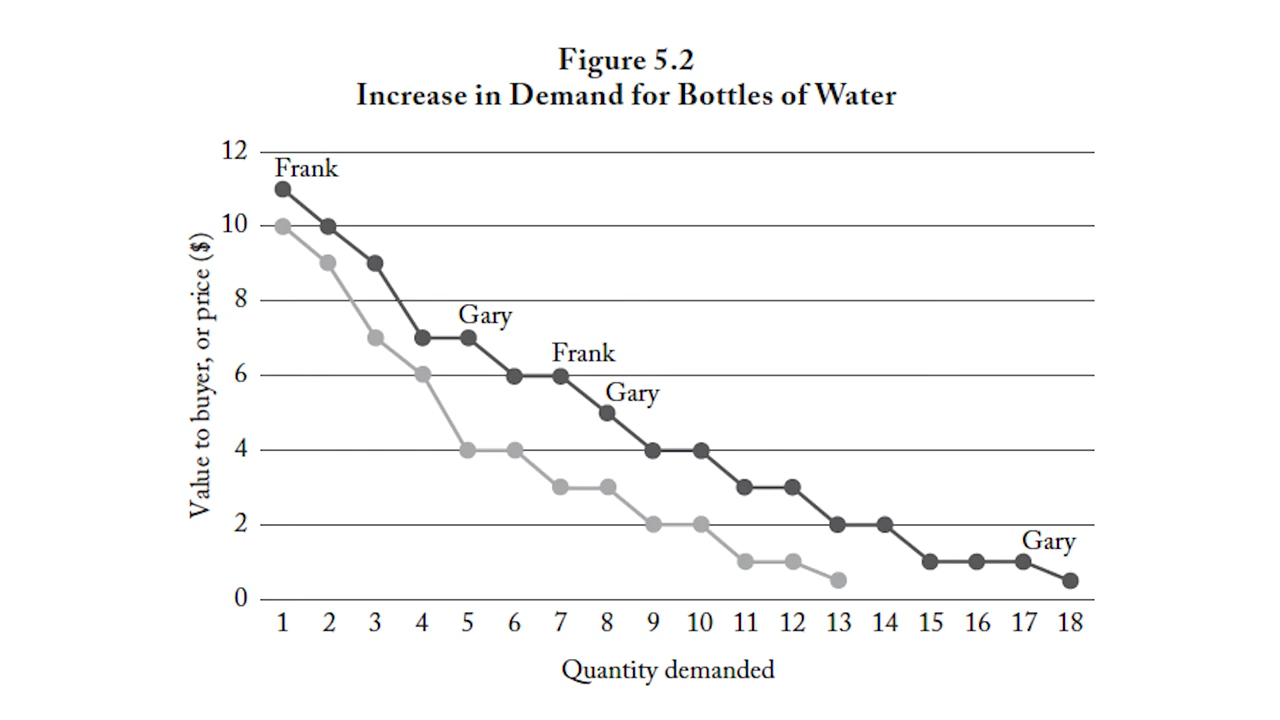 Figure 5.2
Increase in Demand for Bottles of Water
12
Frank
10
8
Gary
Frank
6
Gary
4
2
Gary
0
Value to buyer, or price ($)
1 2 3 4 5 6 7 8 9 10 11 12 13 14 15 16 17 18
Quantity demanded